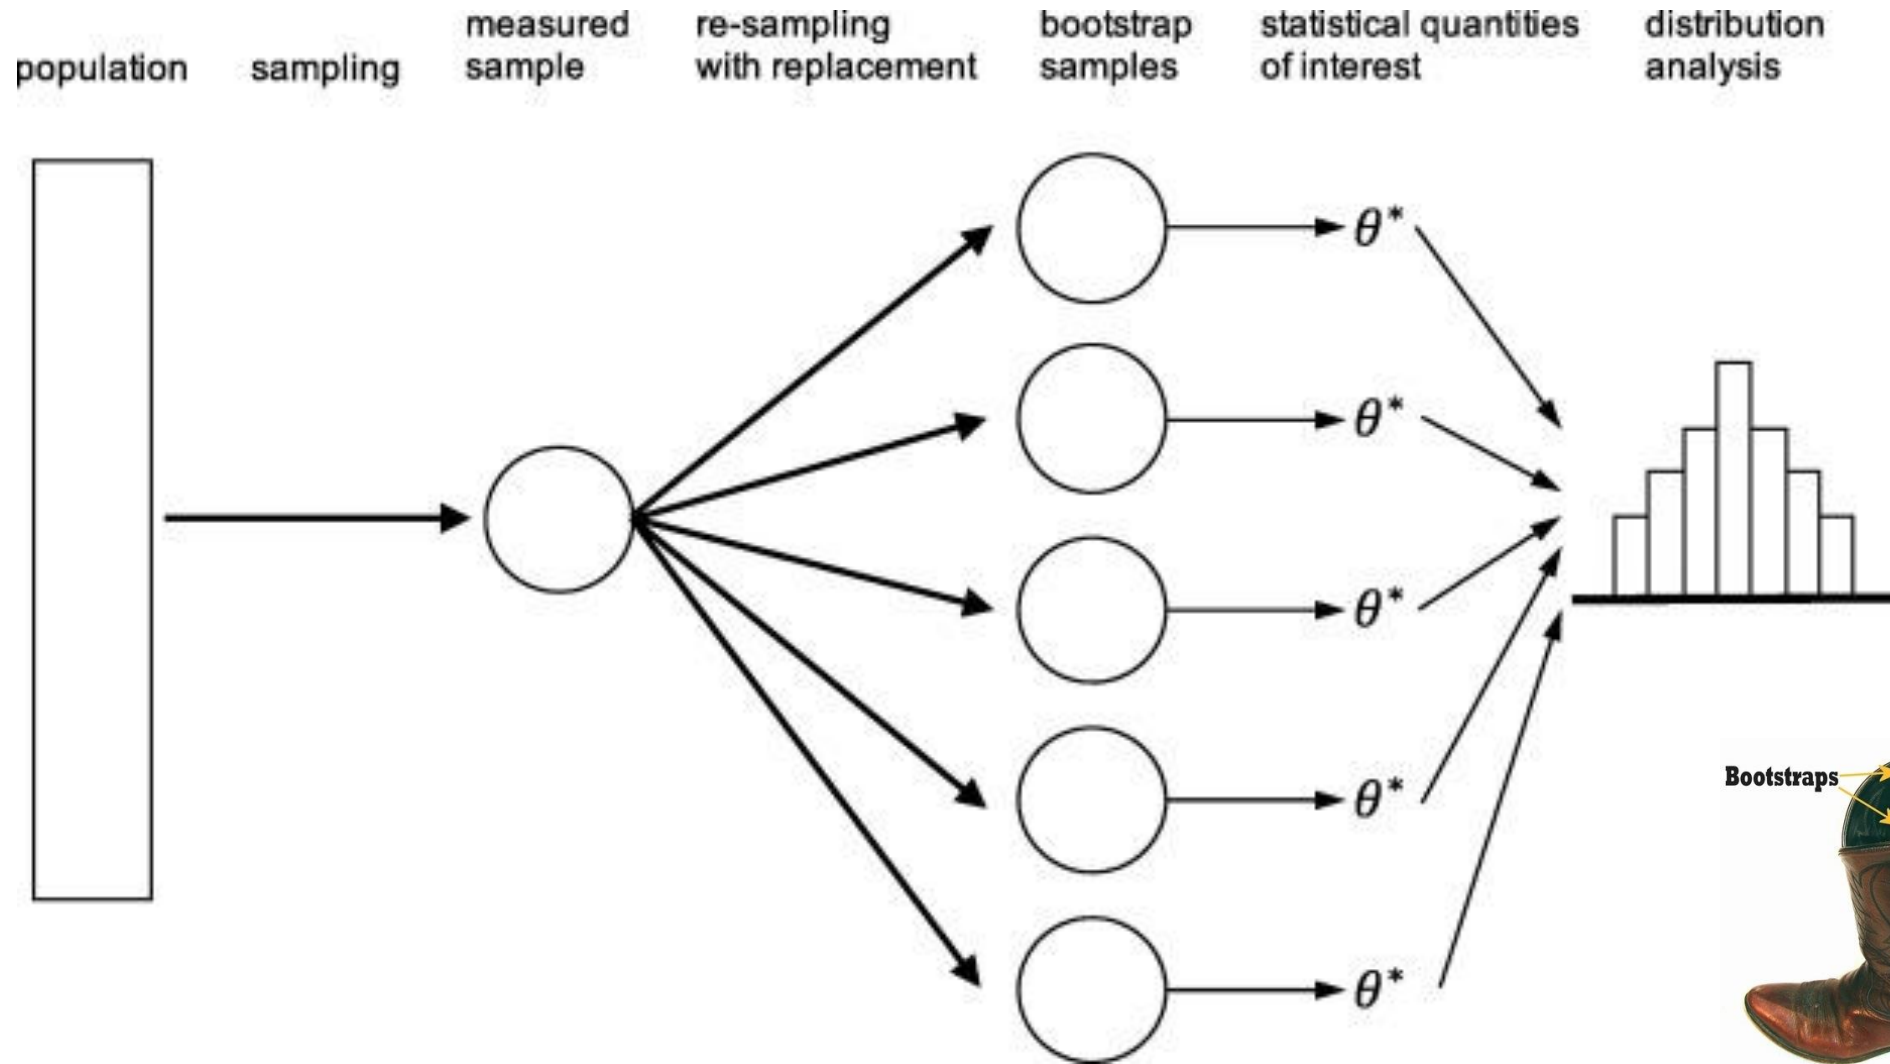 population
sampling
measured
sample
re-sampling
with replacement
bootstrap
samples
statistical quantities
of interest
distribution
analysis
θ*
θ*
θ*
θ*
θ*
Bootstraps